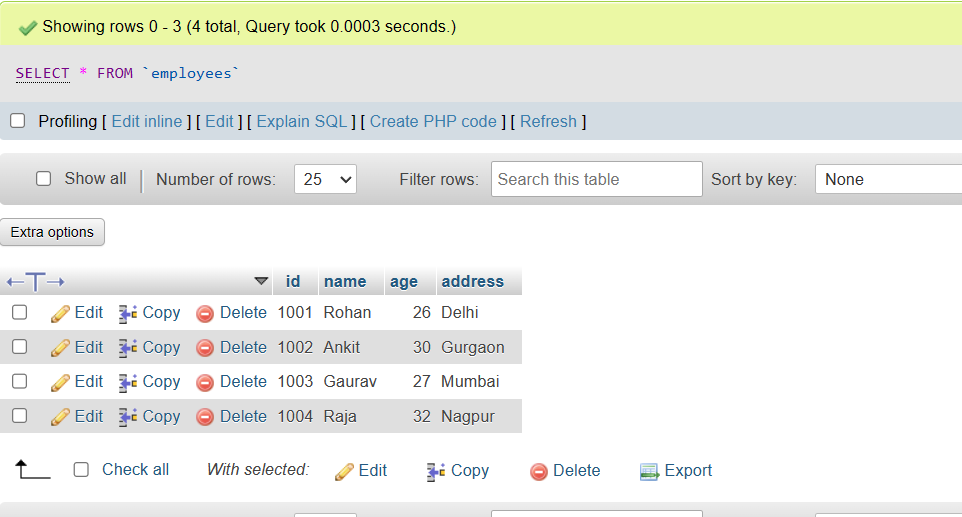 Showing rows 0 - 3 (4 total, Query took 0.0003 seconds.)
SELECT * FROM `employees`
Profiling [ Edit inline ] [ Edit ] [ Explain SQL ] [ Create PHP code ] [ Refresh ]
Show all Number of rows: 25 Filter rows: Search this table Sort by key: None
Extra options
id name age address
Edit Copy Delete 1001 Rohan 26 Delhi
Edit Copy Delete 1002 Ankit 30 Gurgaon
Edit Copy Delete 1003 Gaurav 27 Mumbai
Edit Copy Delete 1004 Raja 32 Nagpur
Check all With selected: Edit Copy Delete Export